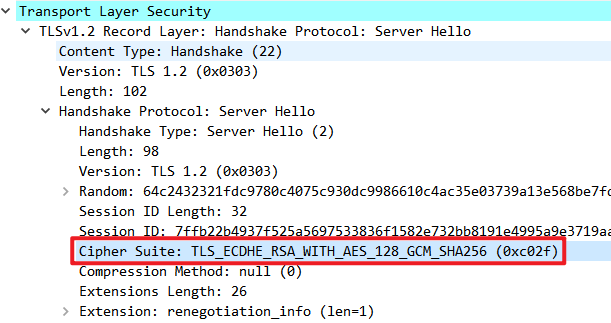 Transport Layer Security
TLSv1.2 Record Layer: Handshake Protocol: Server Hello
Content Type: Handshake (22)
Version: TLS 1.2 (0x0303)
Length: 102
Handshake Protocol: Server Hello
Handshake Type: Server Hello (2)
Length: 98
Version: TLS 1.2 (0x0303)
Random: 64c2432321fdc9780c4075c930dc9986610c4ac35e03739a13e568be7fc
Session ID Length: 32
Session ID: 7ffb22b4937f525a5697533836f1582e732bb8191e4995a9e3719aa
Cipher Suite: TLS_ECDHE_RSA_WITH_AES_128_GCM_SHA256 (0xc02f)
Compression Method: null (0)
Extensions Length: 26
Extension: renegotiation_info (len=1)